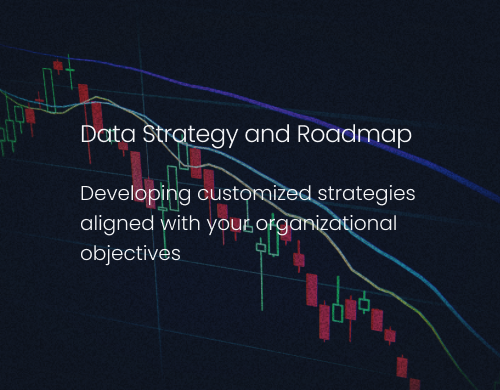 Data Strategy and Roadmap
Developing customized strategies
aligned with your organizational
objectives